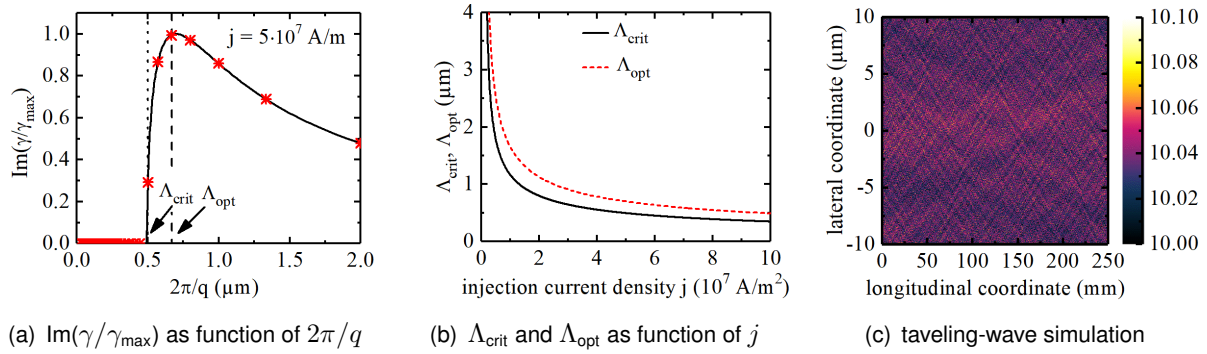 Im(γ/γmax)
1.0
0.8
0.6
0.4
0.2
0.0
j = 5·10⁷ A/m
Λcrit
Λopt
0.0 0.5 1.0 1.5 2.0
2π/q (μm)
(a) Im(γ/γmax) as function of 2π/q
Λcrit, Λopt (μm)
4
3
2
1
0
Λcrit
Λopt
0 2 4 6 8 10
injection current density j (10⁷ A/m²)
(b) Λcrit and Λopt as function of j
lateral coordinate (μm)
10
5
0
-5
-10
0 50 100 150 200 250
longitudinal coordinate (mm)
10.10
10.08
10.06
10.04
10.02
10.00
(c) taveling-wave simulation